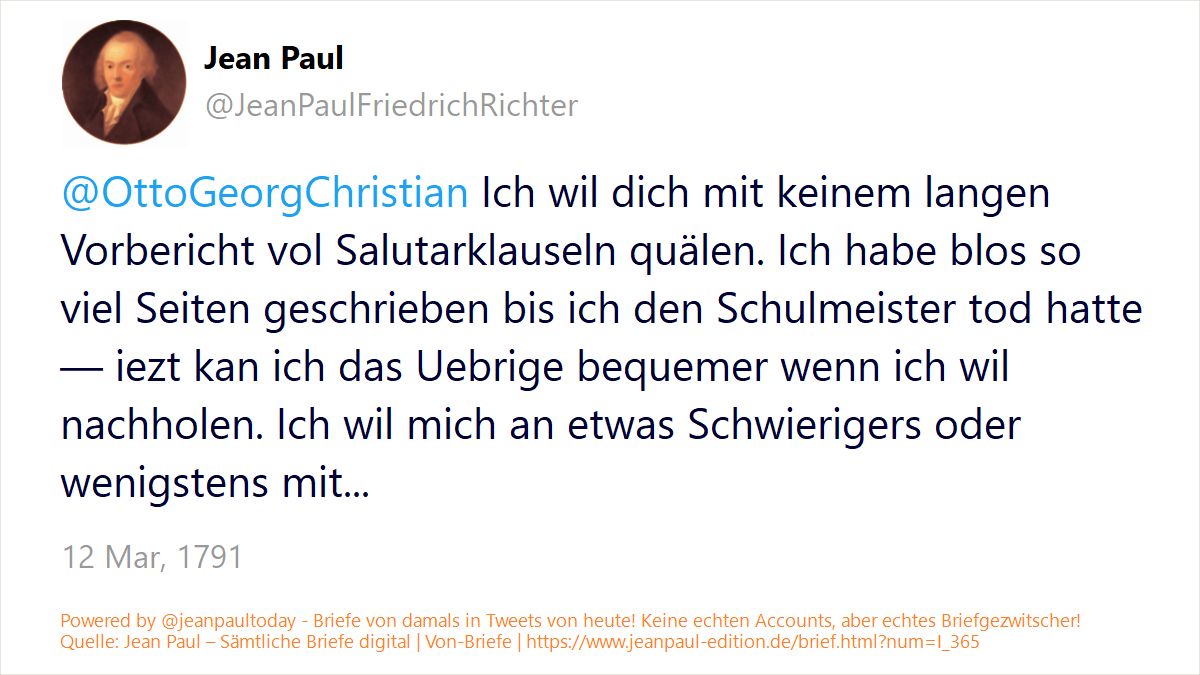 Jean Paul
@JeanPaulFriedrichRichter
@OttoGeorgChristian Ich wil dich mit keinem langen
Vorbericht vol Salutarklauseln quälen. Ich habe blos so
viel Seiten geschrieben bis ich den Schulmeister tod hatte
— iezt kan ich das Uebrige bequemer wenn ich wil
nachholen. Ich wil mich an etwas Schwierigers oder
wenigstens mit...
12 Mar, 1791
Powered by @jeanpaultoday - Briefe von damals in Tweets von heute! Keine echten Accounts, aber echtes Briefgezwitscher!
Quelle: Jean Paul – Sämtliche Briefe digital | Von-Briefe | https://www.jeanpaul-edition.de/brief.html?num=I_365